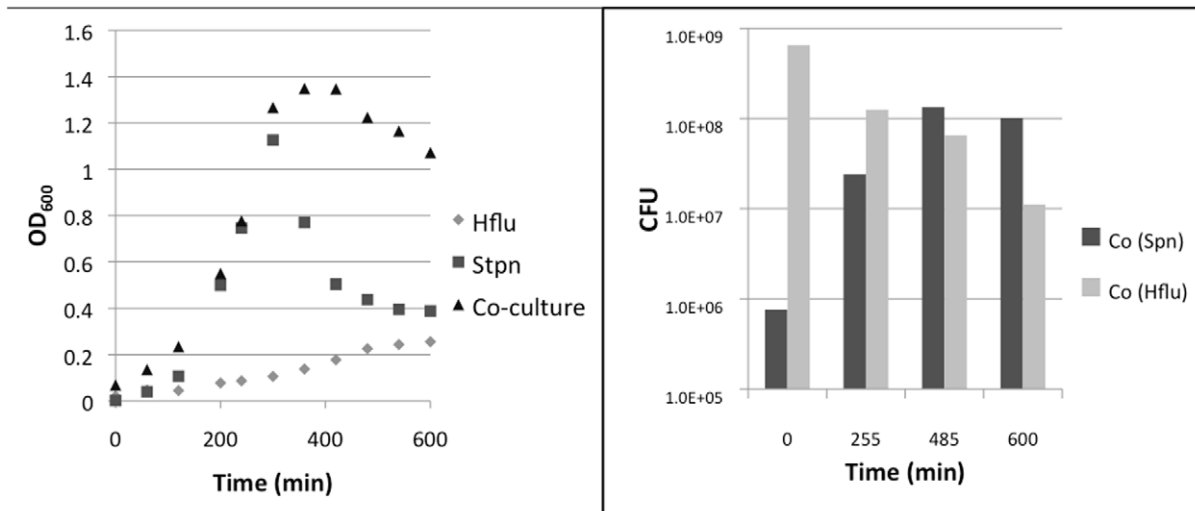 1.6
1.4
1.2
1
0.8
0.6
0.4
0.2
0
OD600
0 200 400 600
Time (min)
Hflu
Stpn
Co-culture
1.0E+09
1.0E+08
1.0E+07
1.0E+06
1.0E+05
CFU
0 255 485 600
Time (min)
Co (Spn)
Co (Hflu)